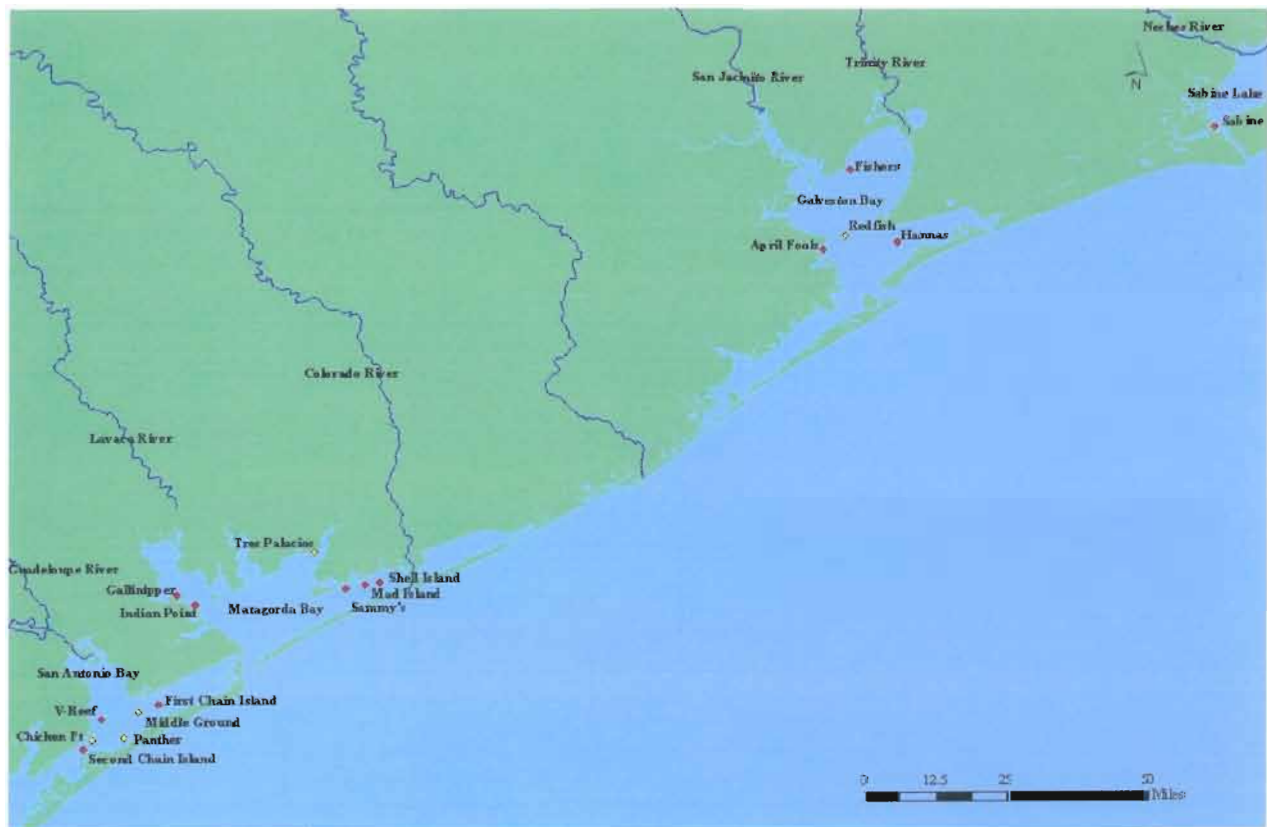 Neches River
San Jacinto River
Trinity River
N
Sabine Lake
Sabine
Fishers
Galveston Bay
Redfish
April Fools
Hannas
Colorado River
Lavaca River
Tres Palacios
Guadeloupe River
Shell Island
Gallinipper
Mad Island
Indian Point
Matagorda Bay
Sammy's
San Antonio Bay
First Chain Island
V-Reef
Middle Ground
Chicken Pt
Panther
Second Chain Island
0 12.5 25 50
Miles